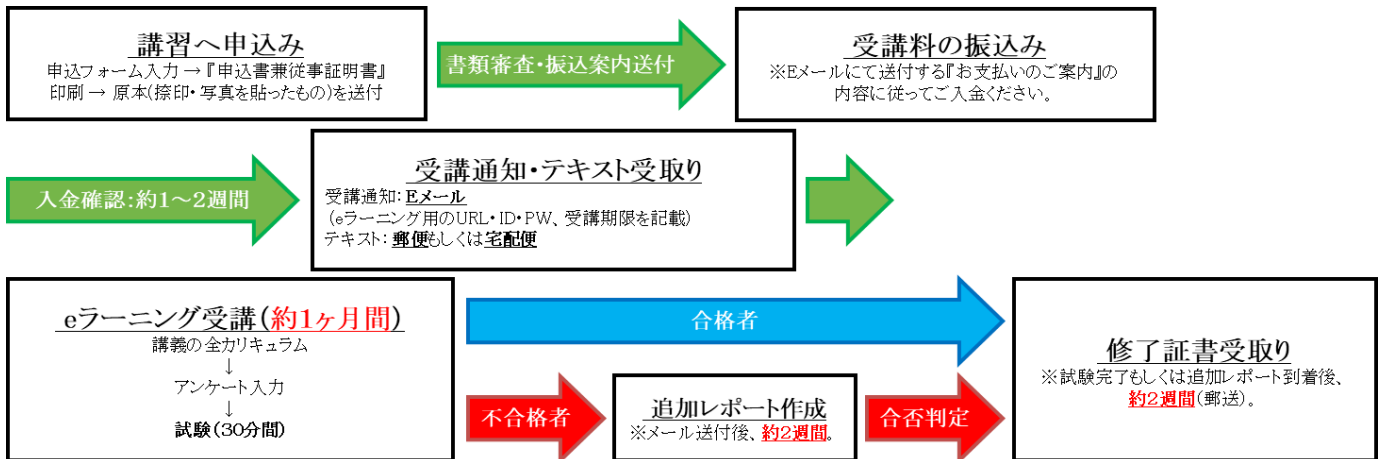 講習へ申込み
申込フォーム入力 → 『申込書兼従事証明書』
印刷 → 原本(捺印・写真を貼ったもの)を送付
書類審査・振込案内送付
受講料の振込み
※Eメールにて送付する『お支払いのご案内』の
内容に従ってご入金ください。
入金確認:約1～2週間
受講通知・テキスト受取り
受講通知: Eメール
(eラーニング用のURL・ID・PW、受講期限を記載)
テキスト: 郵便もしくは宅配便
eラーニング受講(約1ヶ月間)
講義の全カリキュラム
↓
アンケート入力
↓
試験(30分間)
合格者
不合格者
追加レポート作成
※メール送付後、約2週間。
合否判定
修了証書受取り
※試験完了もしくは追加レポート到着後、
約2週間(郵送)。